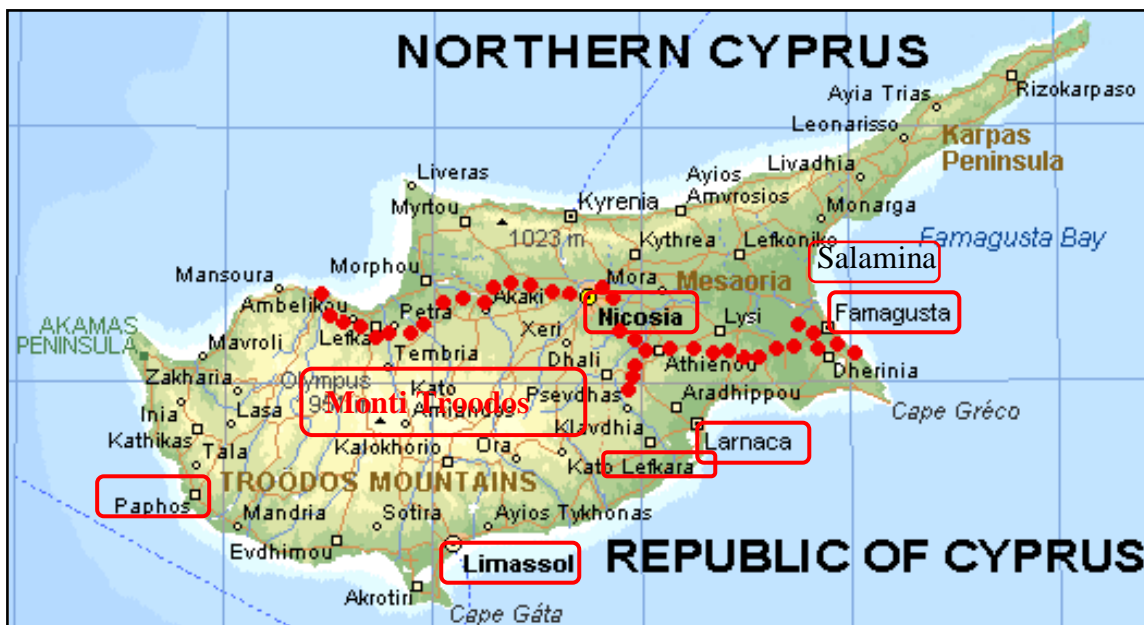 NORTHERN CYPRUS
Rizokarpaso
Ayia Trias
Leonarisso
Karpas
Peninsula
Livadhia
Liveras
Ayios
Amvrosios
Kyrenia
Myrtou
Monarga
1023 m
Famagusta Bay
Kythrea
Lefkoniko
Salamina
Mansoura
Morphou
Mora
Mesaoria
Ambelikou
Akaki
Petra
Nicosia
Lysi
Famagusta
AKAMAS
PENINSULA
Lefka
Xeri
Mavroli
Tembria
Dhali
Athienou
Dherinia
Zakharia
Olympus
Kato
Psevdhas
Aradhippou
Monti Troodos
Inia
Lasa
Cape Gréco
Kathikas
Klavdhia
Larnaca
Tala
Kalokhorio
Ora
Kato Lefkara
TROODOS MOUNTAINS
Paphos
Mandria
Sotira
Ayios Tykhonas
Evdhimou
Limassol
REPUBLIC OF CYPRUS
Akrotiri
Cape Gáta